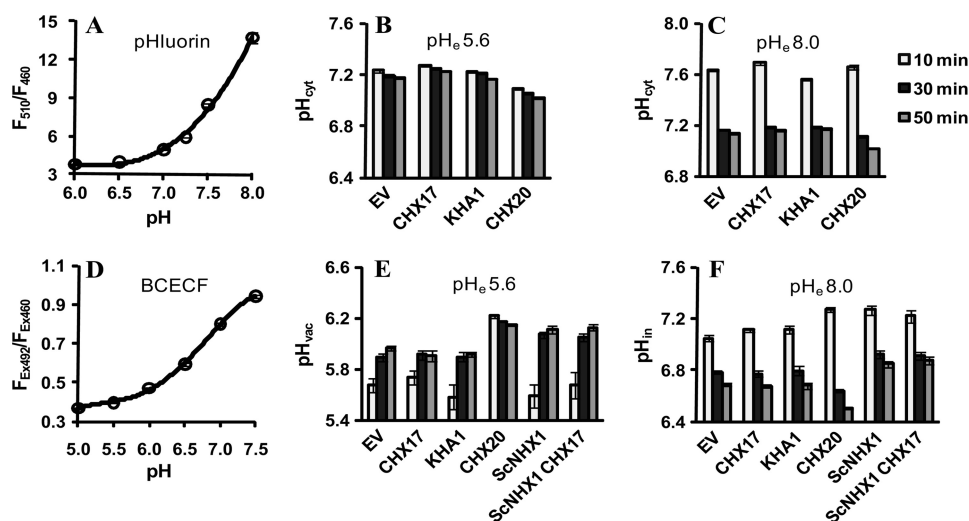 A
pHluorin
F510/F460
15
12
9
6
3
6.0 6.5 7.0 7.5 8.0
pH
B
pHe 5.6
pHcyt
7.6
7.2
6.8
6.4
EV CHX17 KHA1 CHX20
C
pHe 8.0
pHcyt
8.0
7.6
7.2
6.8
EV CHX17 KHA1 CHX20
10 min
30 min
50 min
D
BCECF
FEx492/FEx460
1.1
0.9
0.7
0.5
0.3
5.0 5.5 6.0 6.5 7.0 7.5
pH
E
pHe 5.6
pHvac
6.6
6.2
5.8
5.4
EV CHX17 KHA1 CHX20 ScNHX1 ScNHX1 CHX17
F
pHe 8.0
pHin
7.6
7.2
6.8
6.4
EV CHX17 KHA1 CHX20 ScNHX1 ScNHX1 CHX17